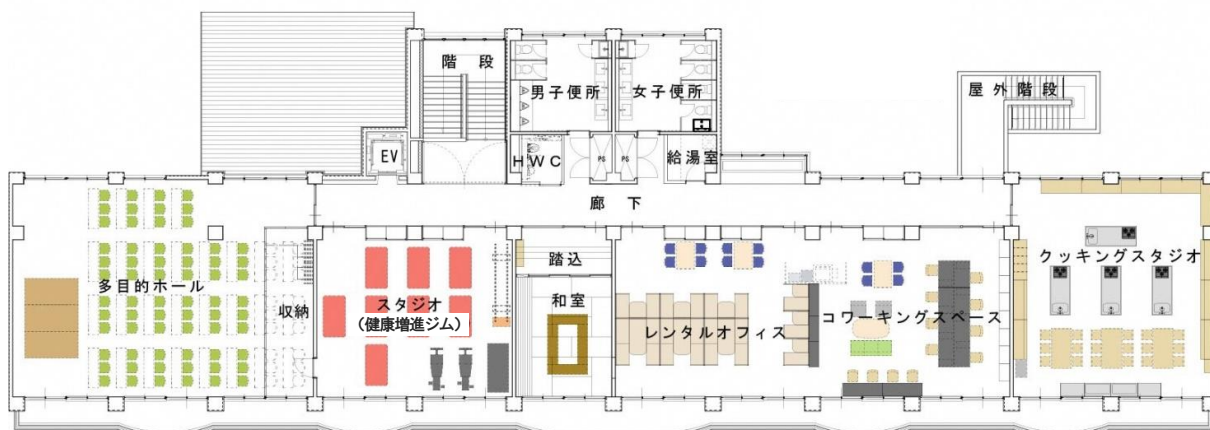 階 段
男子便所
女子便所
屋外階段
EV
HWC
PS
PS
給湯室
廊 下
多目的ホール
収納
スタジオ
(健康増進ジム)
踏込
和室
レンタルオフィス
コワーキングスペース
クッキングスタジオ